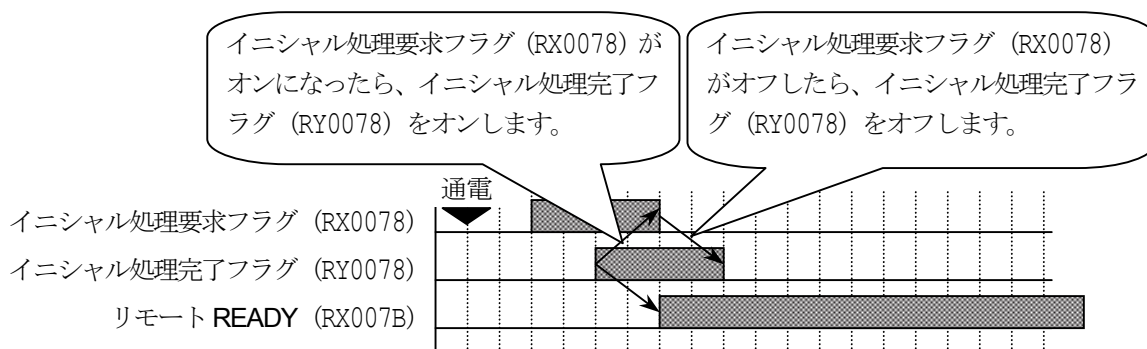 イニシャル処理要求フラグ (RX0078) が
オンになったら、イニシャル処理完了フ
ラグ (RY0078) をオンします。
イニシャル処理要求フラグ (RX0078)
がオフしたら、イニシャル処理完了フラ
グ (RY0078) をオフします。
通電
イニシャル処理要求フラグ (RX0078)
イニシャル処理完了フラグ (RY0078)
リモート READY (RX007B)